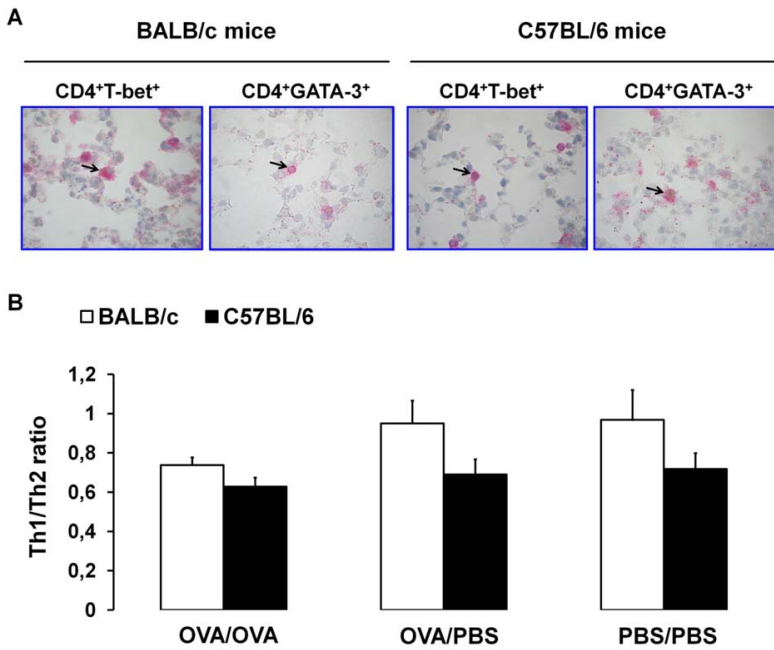 A
BALB/c mice C57BL/6 mice
CD4⁺T-bet⁺ CD4⁺GATA-3⁺ CD4⁺T-bet⁺ CD4⁺GATA-3⁺
B
BALB/c C57BL/6
Th1/Th2 ratio
1,2
1
0,8
0,6
0,4
0,2
0
OVA/OVA OVA/PBS PBS/PBS